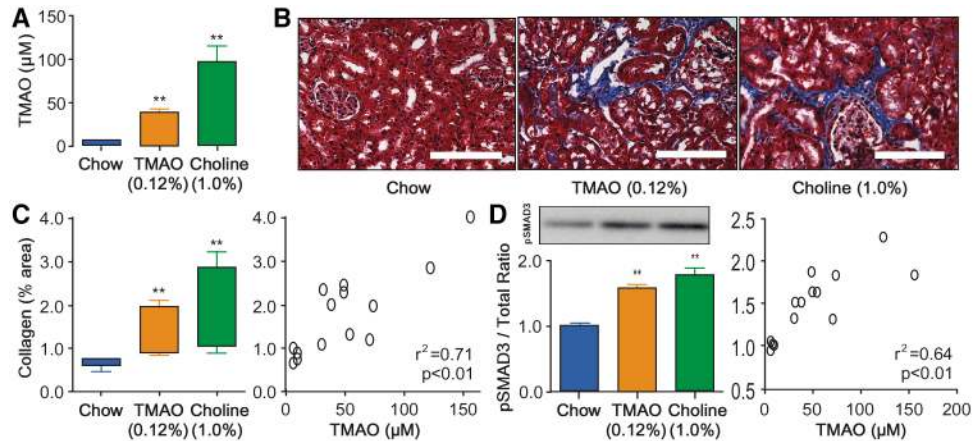 A
TMAO (µM)
150
100
50
0
**
**
Chow
TMAO
(0.12%)
Choline
(1.0%)
B
Chow
TMAO (0.12%)
Choline (1.0%)
C
Collagen (% area)
4.0
3.0
2.0
1.0
0.0
**
**
Chow
TMAO
(0.12%)
Choline
(1.0%)
4.0
3.0
2.0
1.0
0.0
r²=0.71
p<0.01
0
50
100
150
TMAO (µM)
D
pSMAD3
pSMAD3 / Total Ratio
2.0
1.0
0.0
**
**
Chow
TMAO
(0.12%)
Choline
(1.0%)
2.5
2.0
1.5
1.0
0.5
r²=0.64
p<0.01
0
50
100
150
200
TMAO (µM)